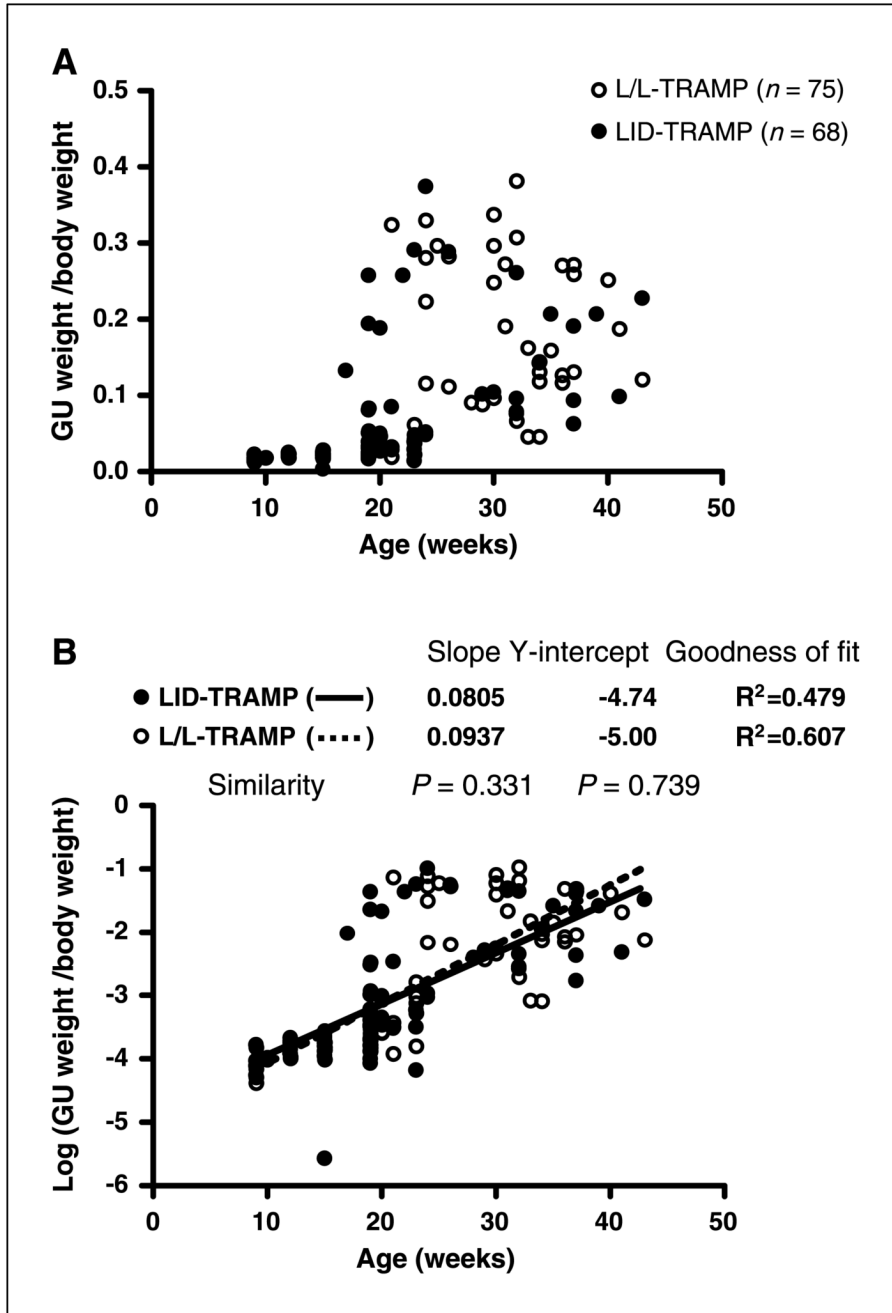 A
0.5
0.4
0.3
0.2
0.1
0.0
GU weight /body weight
L/L-TRAMP (n = 75)
LID-TRAMP (n = 68)
0 10 20 30 40 50
Age (weeks)
B
Slope Y-intercept Goodness of fit
LID-TRAMP ( ) 0.0805 -4.74 R²=0.479
L/L-TRAMP ( ) 0.0937 -5.00 R²=0.607
Similarity P = 0.331 P = 0.739
0
-1
-2
-3
-4
-5
-6
Log (GU weight /body weight)
0 10 20 30 40 50
Age (weeks)